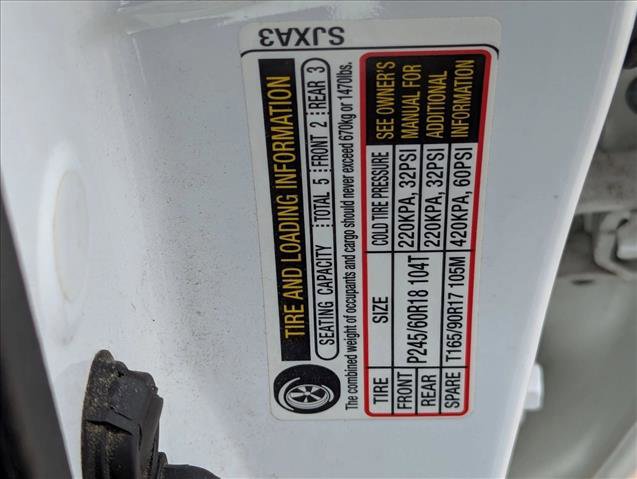 SJXA3
TIRE AND LOADING INFORMATION
SEATING CAPACITY TOTAL 5 FRONT 2 REAR 3
The combined weight of occupants and cargo should never exceed 670kg or 1470lbs.
TIRE SIZE COLD TIRE PRESSURE SEE OWNER'S
FRONT P245/60R18 104T 220KPA, 32PSI MANUAL FOR
REAR 220KPA, 32PSI ADDITIONAL
SPARE T165/90R17 105M 420KPA, 60PSI INFORMATION